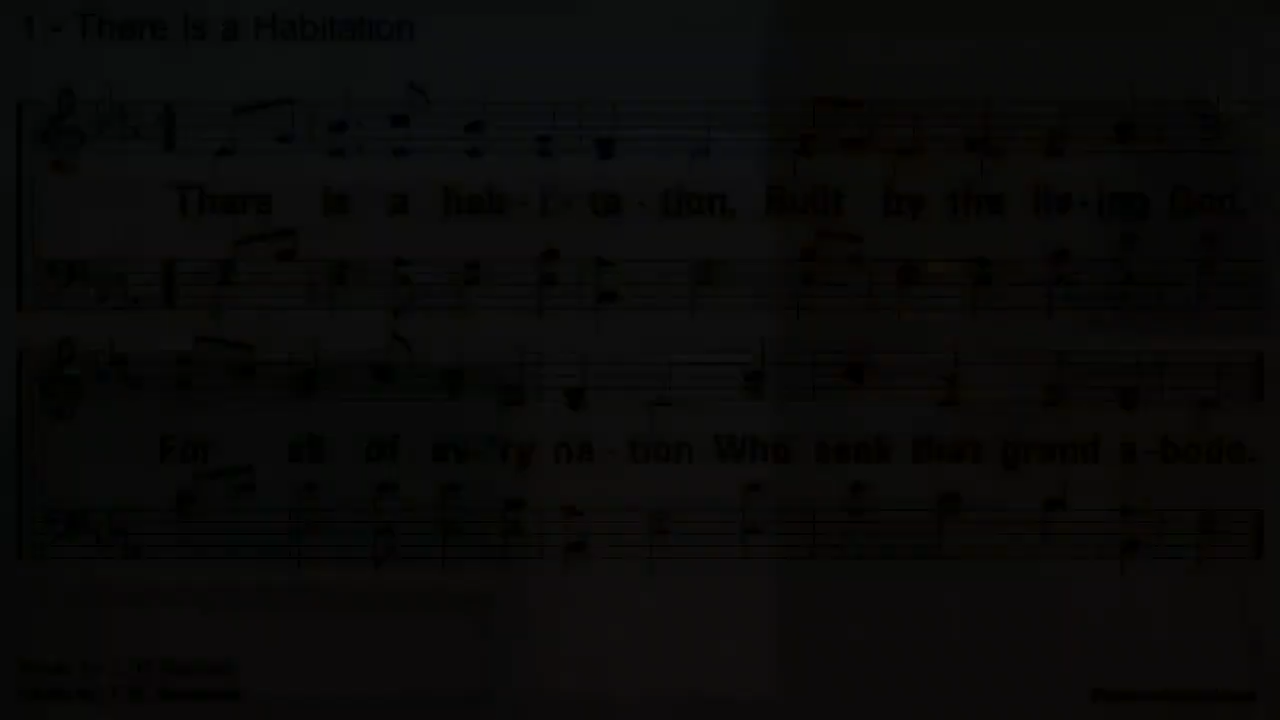 1 - There Is a Habitation
There is a hab - i - ta - tion, Built by the liv - ing God,
For all of ev - 'ry na - tion Who seek that grand a - bode.